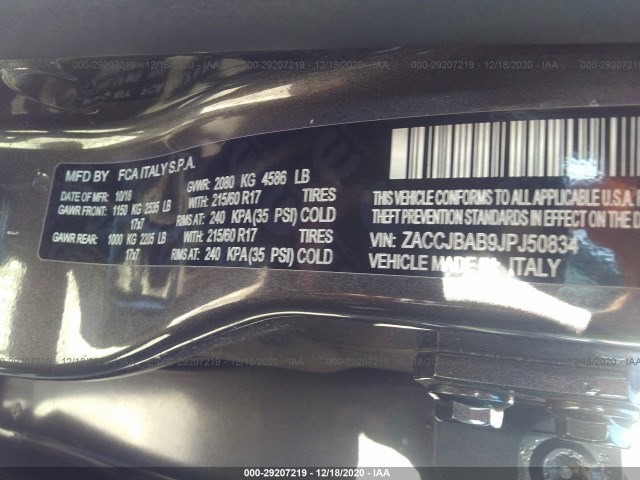 000-29207219 - 12/18/2020 - IAA
MFD BY FCA ITALY S.P.A.
DATE OF MFD: 10/18 GVWR: 2080 KG 4586 LB
GAWR FRONT: 1150 KG 2535 LB WITH: 215/60 R17 TIRES
17x7 RIMS AT: 240 KPA(35 PSI) COLD
GAWR REAR: 1000 KG 2205 LB WITH: 215/60 R17 TIRES
17x7 RIMS AT: 240 KPA(35 PSI) COLD
THIS VEHICLE CONFORMS TO ALL APPLICABLE U.S.A.
THEFT PREVENTION STANDARDS IN EFFECT ON THE
VIN: ZACCJBAB9JPJ50834
VEHICLE MADE IN: ITALY
000-29207219 - 12/18/2020 - IAA